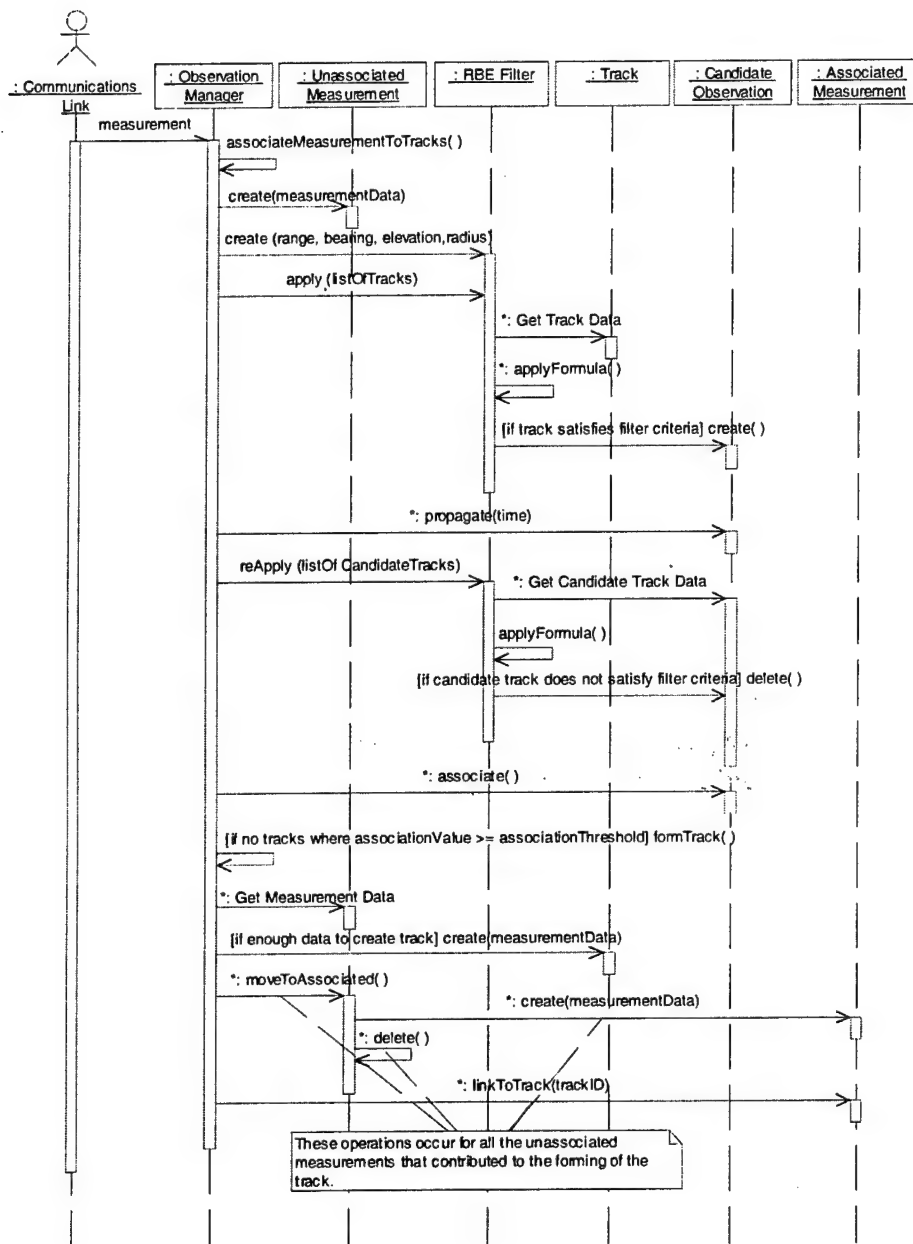 : Communications
Link
: Observation
Manager
: Unassociated
Measurement
: RBE Filter
: Track
: Candidate
Observation
: Associated
Measurement
measurement
associateMeasurementToTracks( )
create(measurementData)
create (range, bearing, elevation,radius)
apply (listOfTracks)
*: Get Track Data
*: applyFormula( )
[if track satisfies filter criteria] create( )
*: propagate(time)
reApply (listOf CandidateTracks)
*: Get Candidate Track Data
applyFormula( )
[if candidate track does not satisfy filter criteria] delete( )
*: associate( )
[if no tracks where associationValue >= associationThreshold] formTrack( )
*: Get Measurement Data
[if enough data to create track] create(measurementData)
*: moveToAssociated( )
*: create(measurementData)
*: delete( )
*: linkToTrack(trackID)
These operations occur for all the unassociated
measurements that contributed to the forming of the
track.